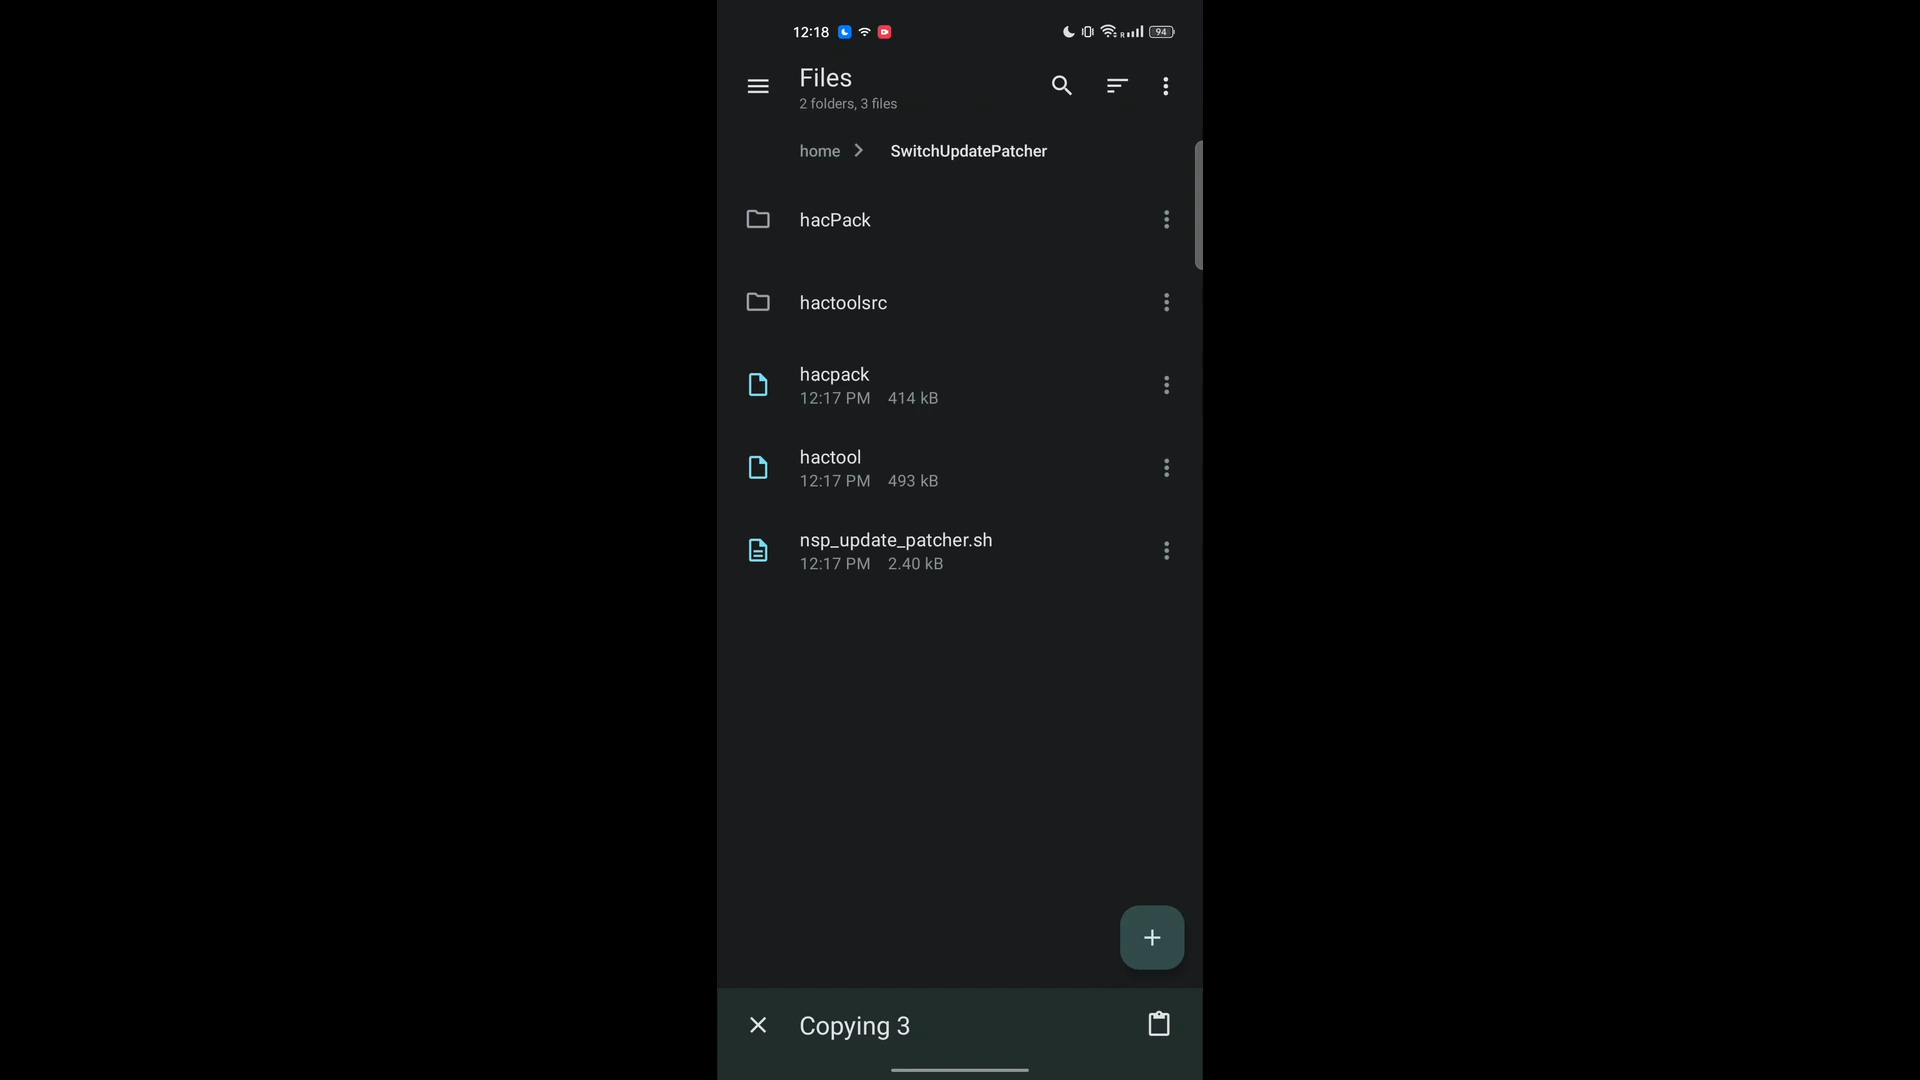 12:18
R
94
Files
2 folders, 3 files
home
SwitchUpdatePatcher
hacPack
hactoolsrc
hacpack
12:17 PM 414 kB
hactool
12:17 PM 493 kB
nsp_update_patcher.sh
12:17 PM 2.40 kB
Copying 3